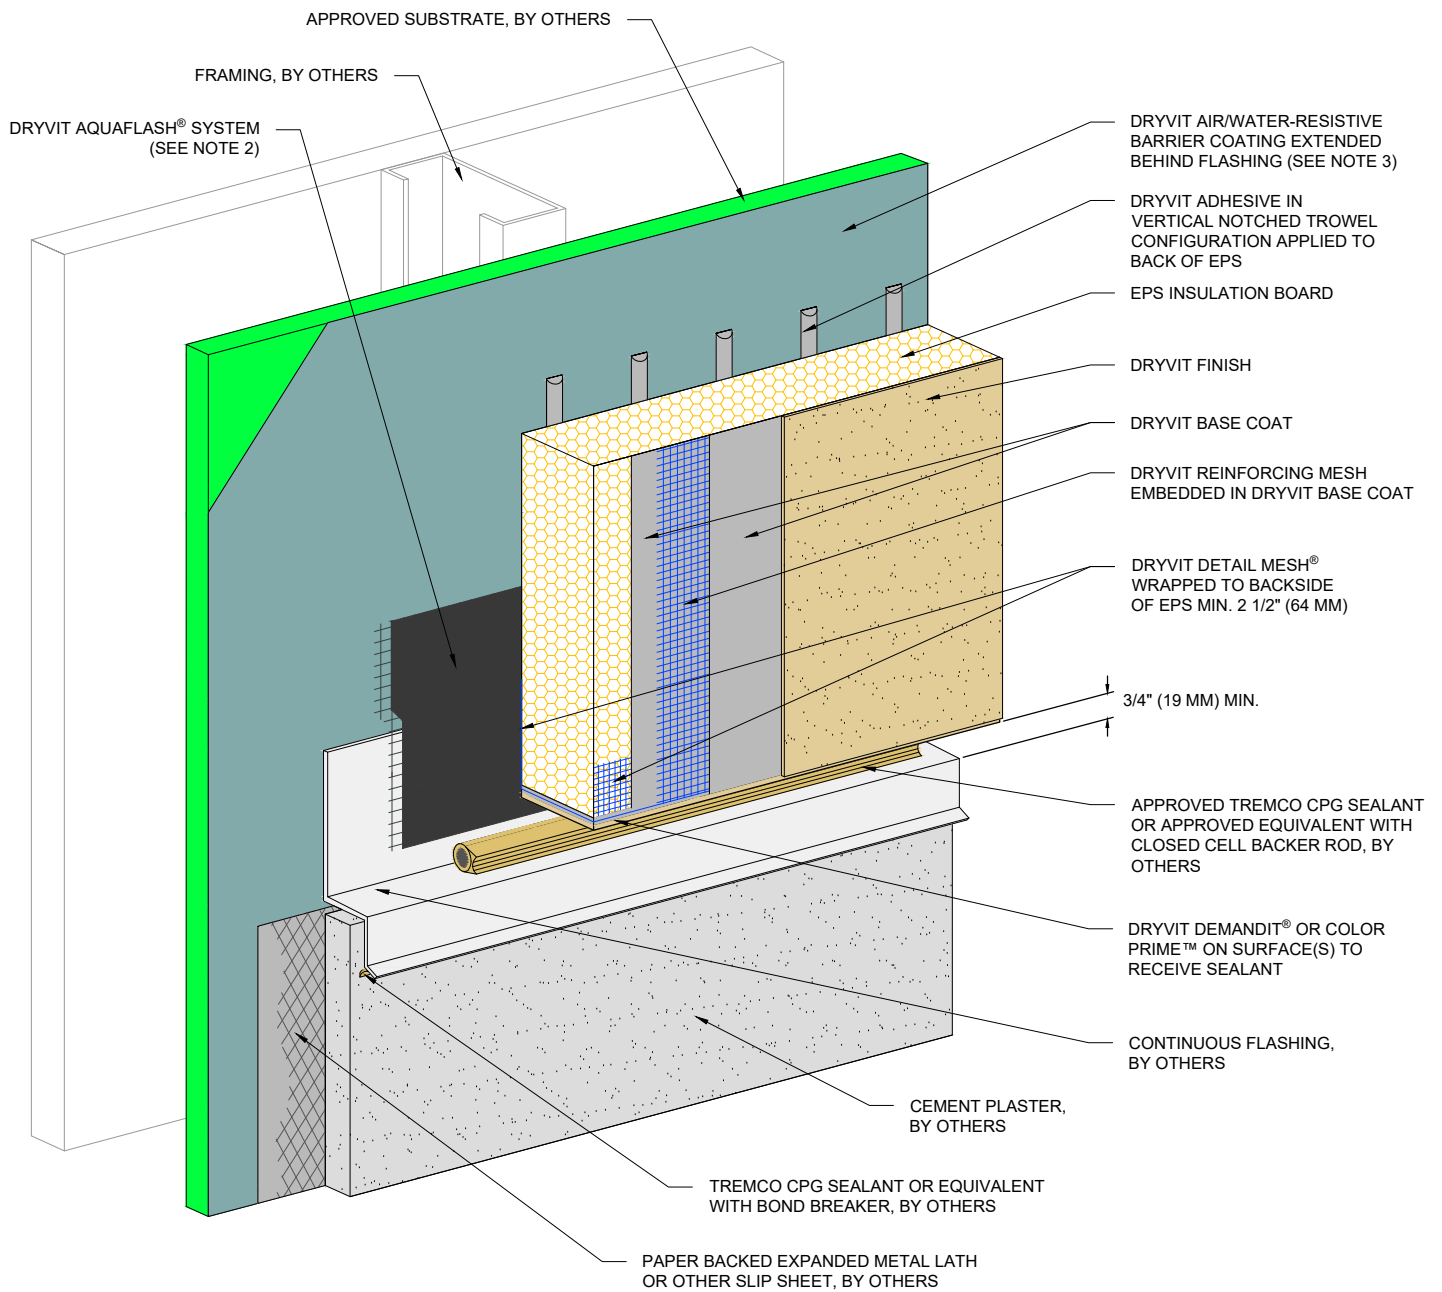 APPROVED SUBSTRATE, BY OTHERS
FRAMING, BY OTHERS
DRYVIT AQUAFLASH® SYSTEM
(SEE NOTE 2)
DRYVIT AIR/WATER-RESISTIVE
BARRIER COATING EXTENDED
BEHIND FLASHING (SEE NOTE 3)
DRYVIT ADHESIVE IN
VERTICAL NOTCHED TROWEL
CONFIGURATION APPLIED TO
BACK OF EPS
EPS INSULATION BOARD
DRYVIT FINISH
DRYVIT BASE COAT
DRYVIT REINFORCING MESH
EMBEDDED IN DRYVIT BASE COAT
DRYVIT DETAIL MESH®
WRAPPED TO BACKSIDE
OF EPS MIN. 2 1/2" (64 MM)
3/4" (19 MM) MIN.
APPROVED TREMCO CPG SEALANT
OR APPROVED EQUIVALENT WITH
CLOSED CELL BACKER ROD, BY
OTHERS
DRYVIT DEMANDIT® OR COLOR
PRIME™ ON SURFACE(S) TO
RECEIVE SEALANT
CONTINUOUS FLASHING,
BY OTHERS
CEMENT PLASTER,
BY OTHERS
TREMCO CPG SEALANT OR EQUIVALENT
WITH BOND BREAKER, BY OTHERS
PAPER BACKED EXPANDED METAL LATH
OR OTHER SLIP SHEET, BY OTHERS